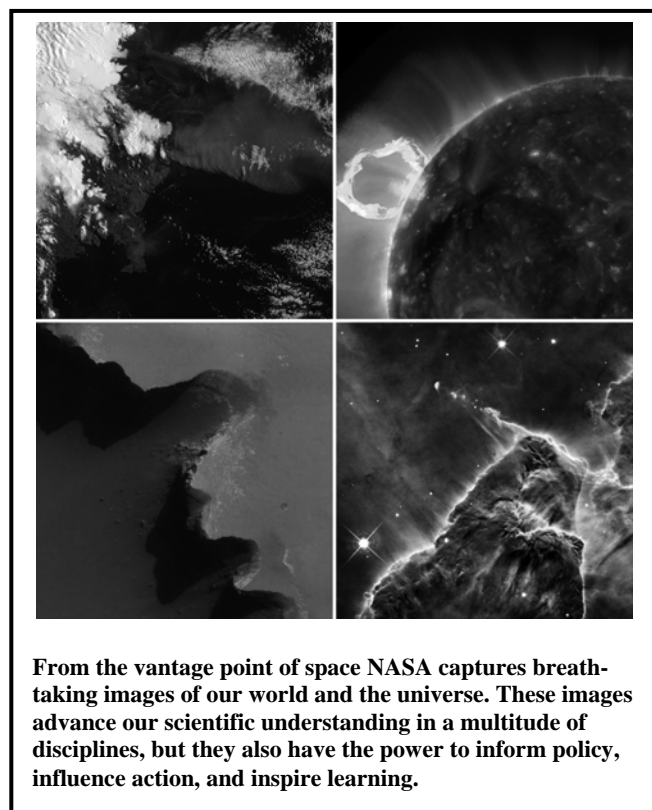 From the vantage point of space NASA captures breath-
taking images of our world and the universe. These images
advance our scientific understanding in a multitude of
disciplines, but they also have the power to inform policy,
influence action, and inspire learning.